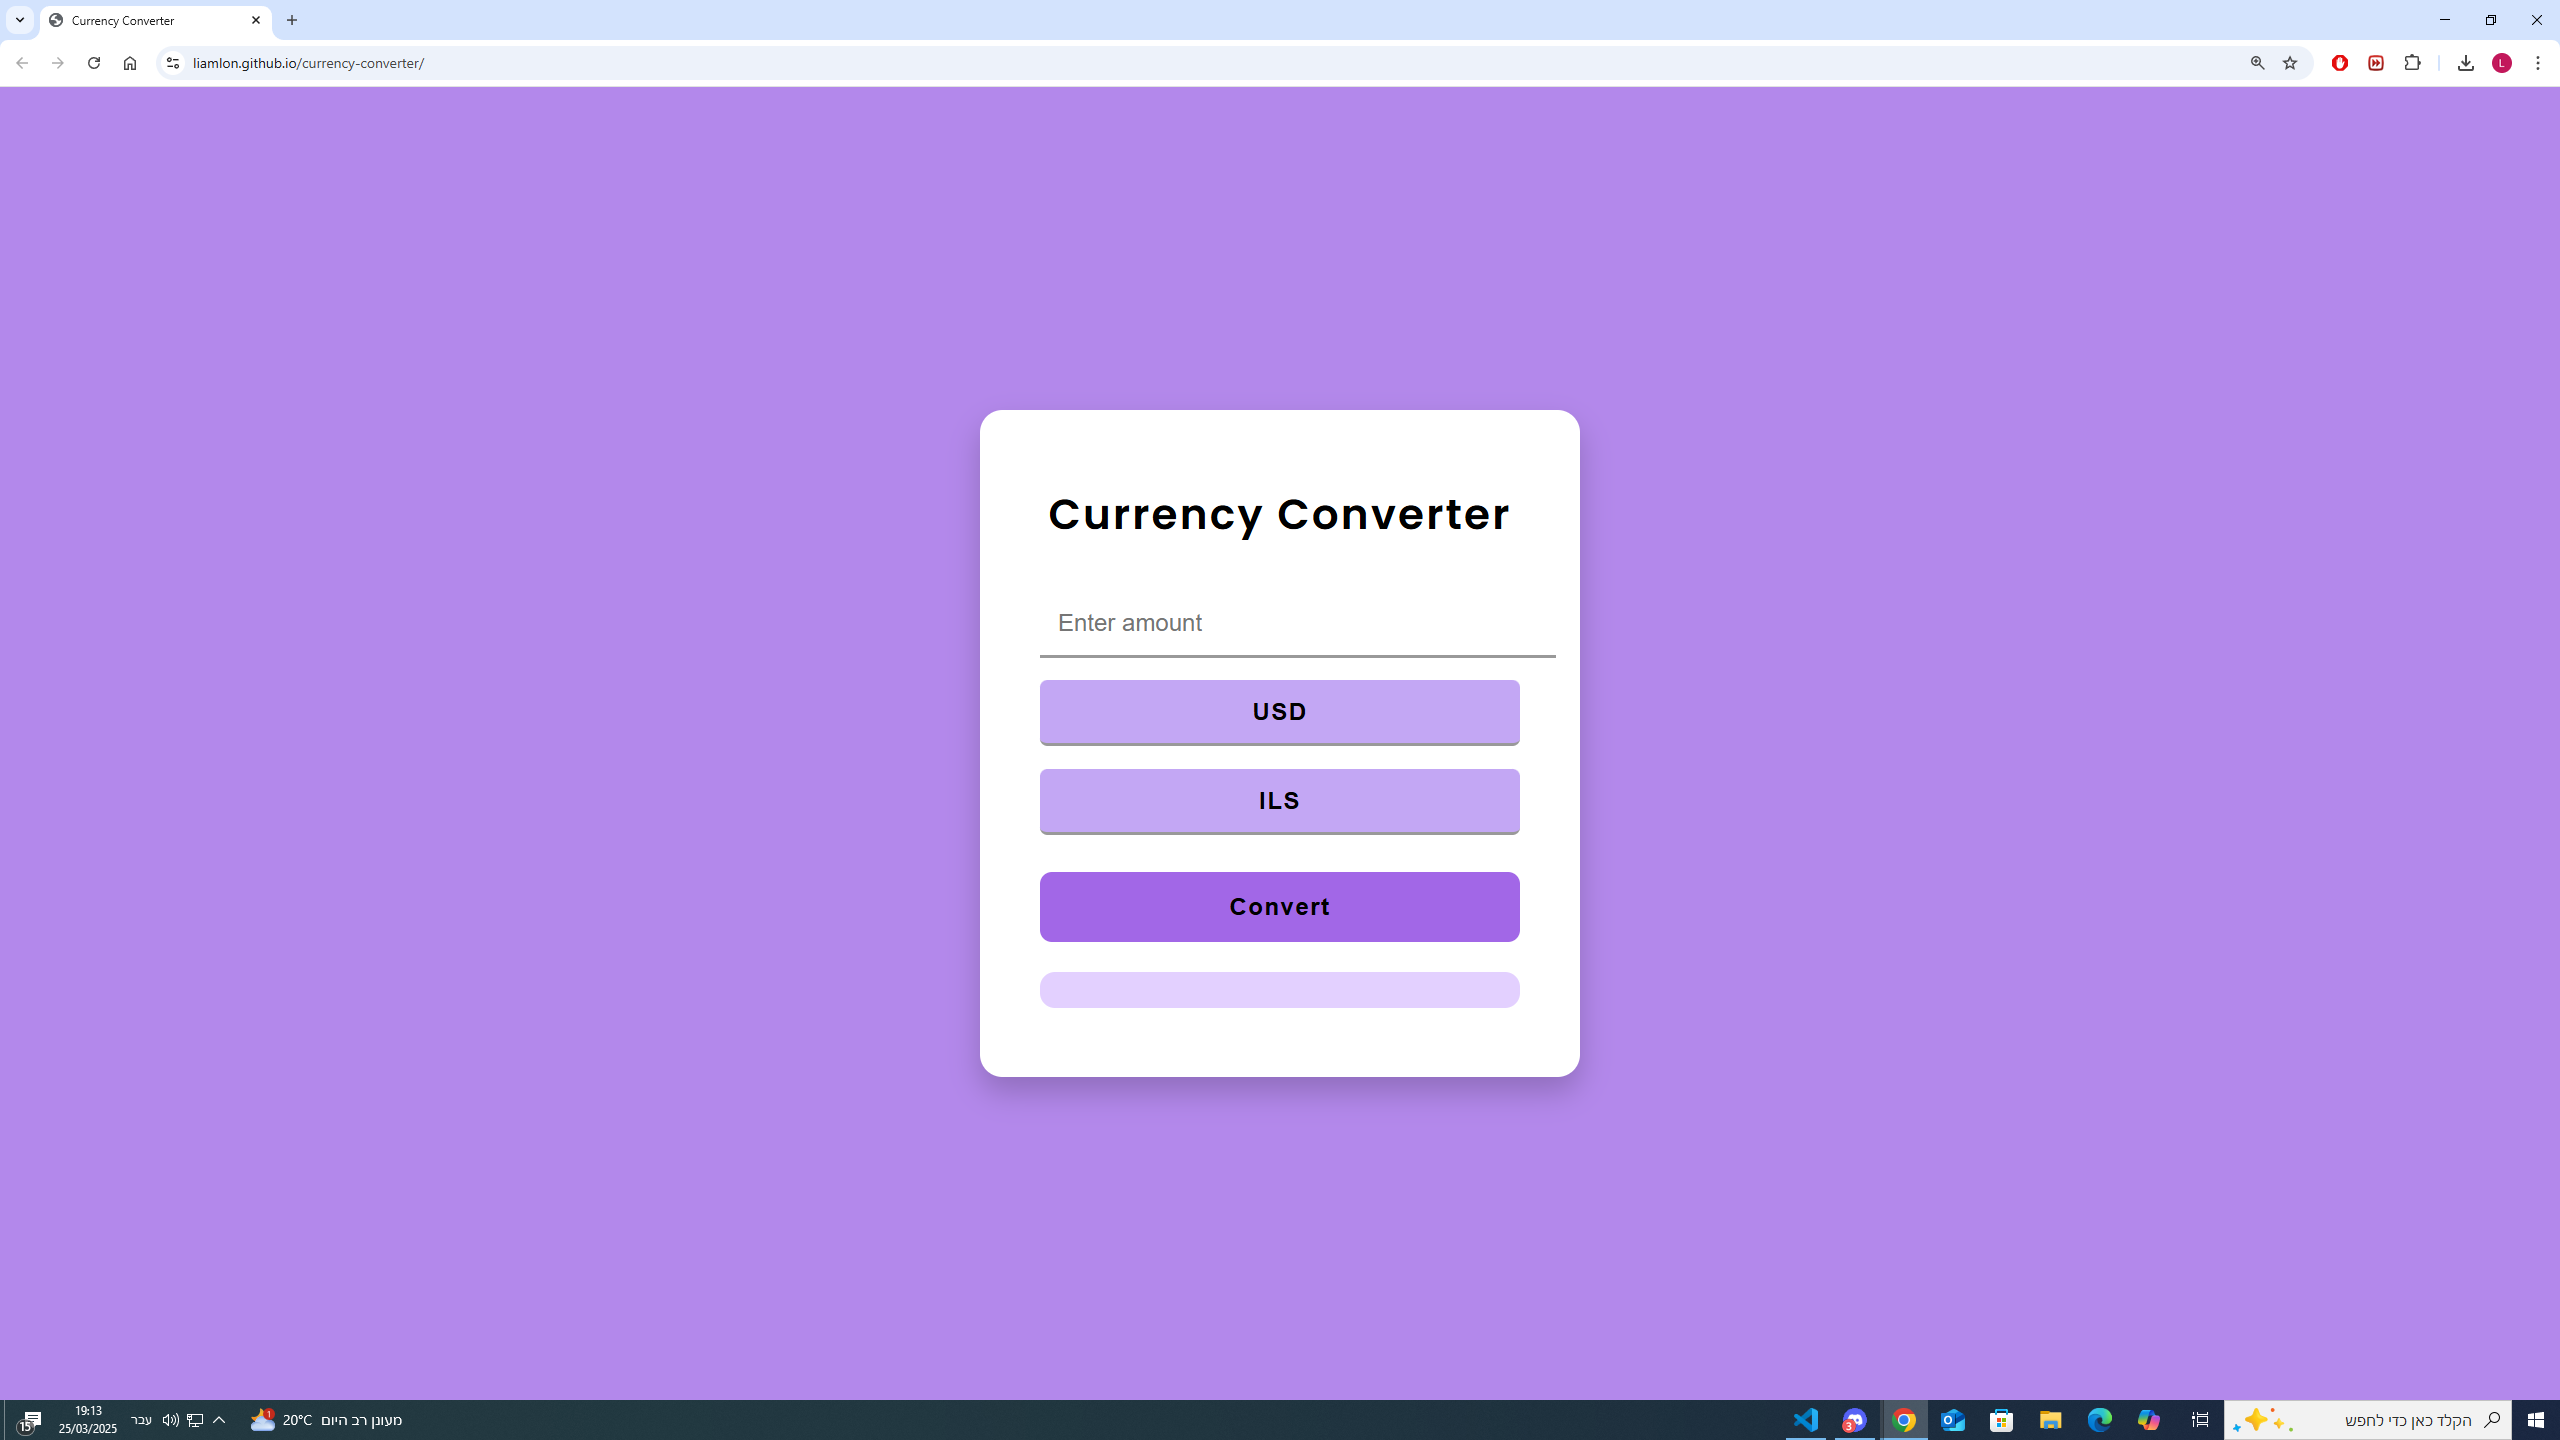 Currency Converter
liamlon.github.io/currency-converter/
L
Currency Converter
Enter amount
USD
ILS
Convert
15
19:13
25/03/2025
עבר
1
20°C מעונן רב היום
3
הקלד כאן כדי לחפש